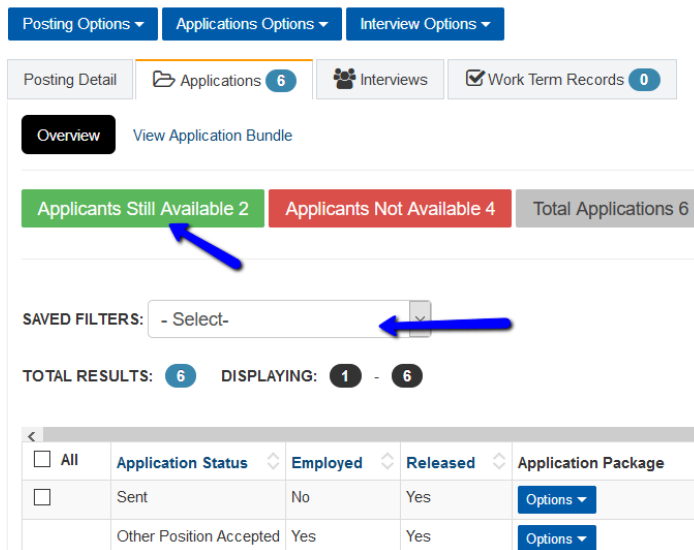 Posting Options Applications Options Interview Options
Posting Detail Applications 6 Interviews Work Term Records 0
Overview View Application Bundle
Applicants Still Available 2 Applicants Not Available 4 Total Applications 6
SAVED FILTERS: - Select-
TOTAL RESULTS: 6 DISPLAYING: 1 - 6
All Application Status Employed Released Application Package
Sent No Yes Options
Other Position Accepted Yes Yes Options